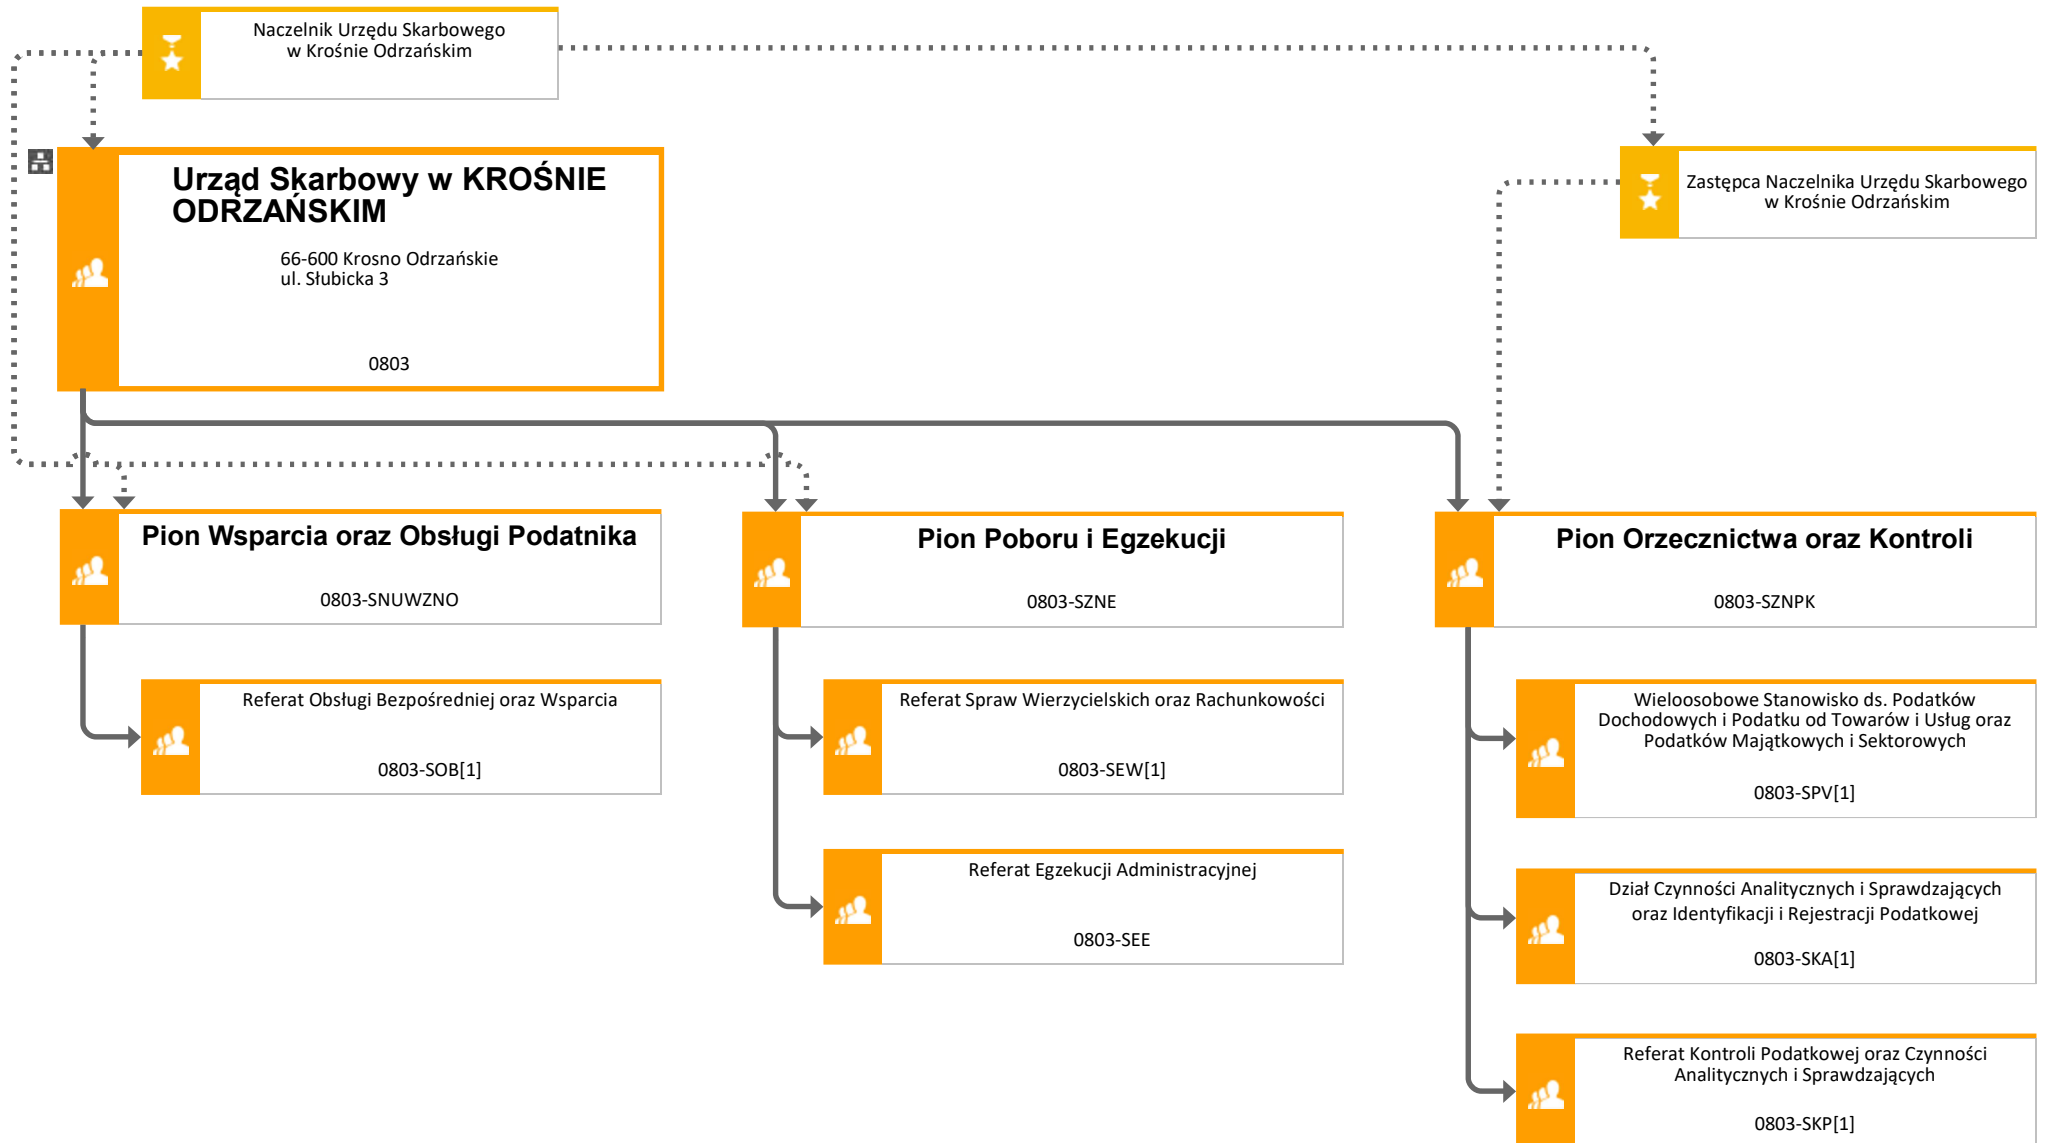 Naczelnik Urzędu Skarbowego
w Krośnie Odrzańskim
Urząd Skarbowy w KROŚNIE
ODRZAŃSKIM
66-600 Krosno Odrzańskie
ul. Słubicka 3
0803
Zastępca Naczelnika Urzędu Skarbowego
w Krośnie Odrzańskim
Pion Wsparcia oraz Obsługi Podatnika
0803-SNUWZNO
Referat Obsługi Bezpośredniej oraz Wsparcia
0803-SOB[1]
Pion Poboru i Egzekucji
0803-SZNE
Referat Spraw Wierzycielskich oraz Rachunkowości
0803-SEW[1]
Referat Egzekucji Administracyjnej
0803-SEE
Pion Orzecznictwa oraz Kontroli
0803-SZNPK
Wieloosobowe Stanowisko ds. Podatków
Dochodowych i Podatku od Towarów i Usług oraz
Podatków Majątkowych i Sektorowych
0803-SPV[1]
Dział Czynności Analitycznych i Sprawdzających
oraz Identyfikacji i Rejestracji Podatkowej
0803-SKA[1]
Referat Kontroli Podatkowej oraz Czynności
Analitycznych i Sprawdzających
0803-SKP[1]